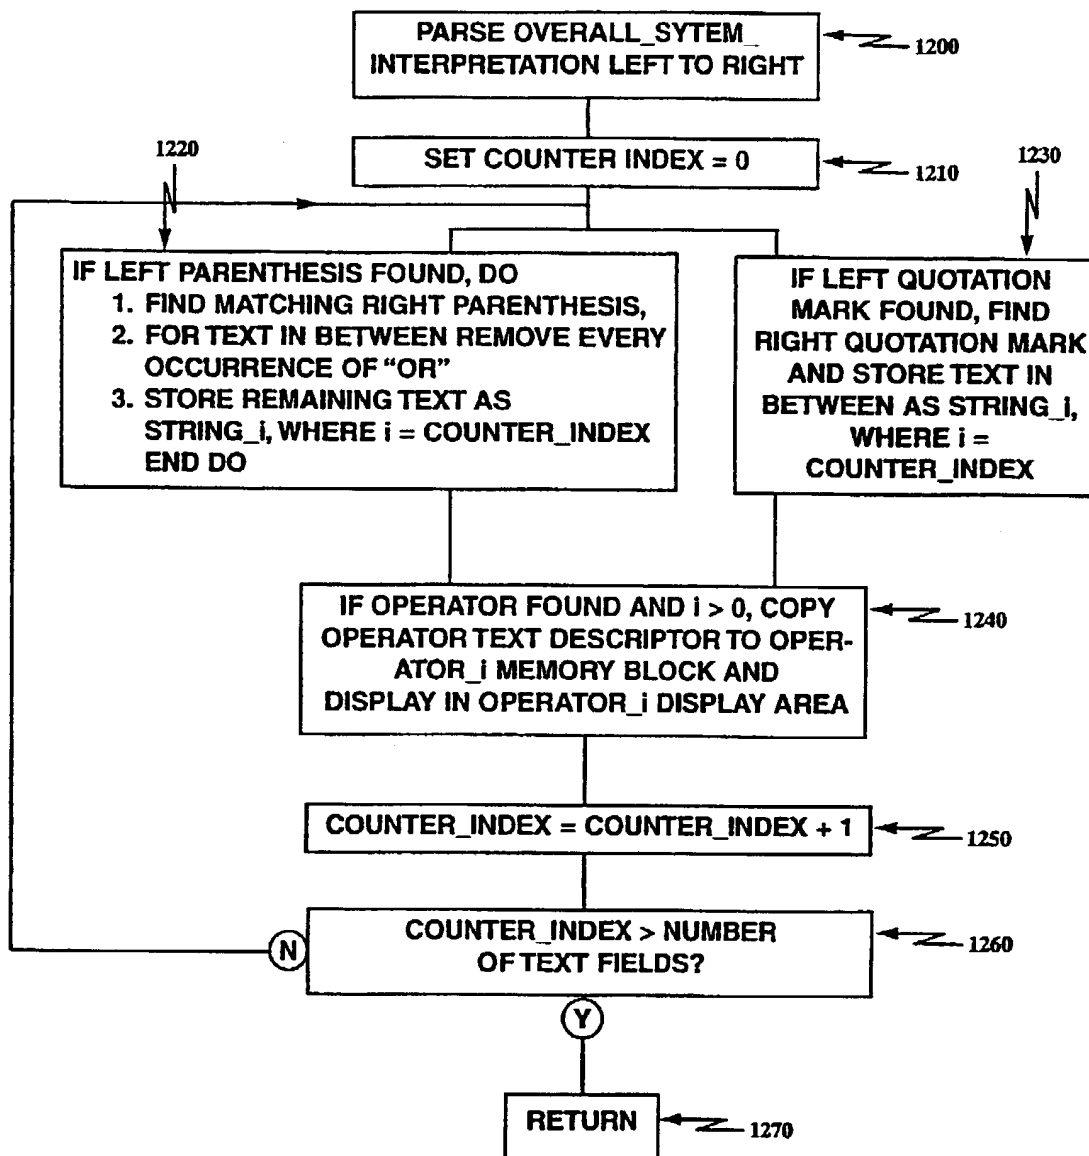 PARSE OVERALL_SYTEM_
INTERPRETATION LEFT TO RIGHT
1200
SET COUNTER INDEX = 0
1210
1220
1230
IF LEFT PARENTHESIS FOUND, DO
1. FIND MATCHING RIGHT PARENTHESIS,
2. FOR TEXT IN BETWEEN REMOVE EVERY
OCCURRENCE OF “OR”
3. STORE REMAINING TEXT AS
STRING_i, WHERE i = COUNTER_INDEX
END DO
IF LEFT QUOTATION
MARK FOUND, FIND
RIGHT QUOTATION MARK
AND STORE TEXT IN
BETWEEN AS STRING_i,
WHERE i =
COUNTER_INDEX
IF OPERATOR FOUND AND i > 0, COPY
OPERATOR TEXT DESCRIPTOR TO OPER-
ATOR_i MEMORY BLOCK AND
DISPLAY IN OPERATOR_i DISPLAY AREA
1240
COUNTER_INDEX = COUNTER_INDEX + 1
1250
COUNTER_INDEX > NUMBER
OF TEXT FIELDS?
1260
N
Y
RETURN
1270